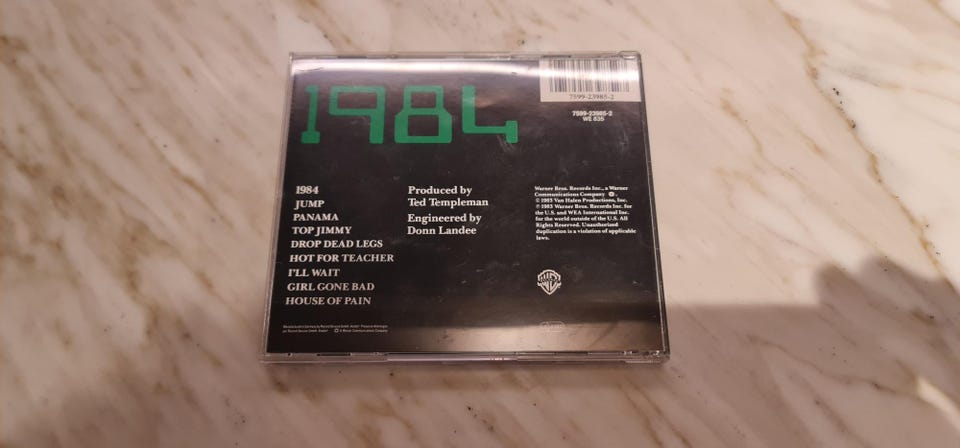 1984
7599-23985-2
7599-23985-2
WE 835
1984
JUMP
PANAMA
TOP JIMMY
DROP DEAD LEGS
HOT FOR TEACHER
I'LL WAIT
GIRL GONE BAD
HOUSE OF PAIN
Produced by
Ted Templeman
Engineered by
Donn Landee
Warner Bros. Records Inc., a Warner
Communications Company
© 1983 Van Halen Productions, Inc.
℗ 1983 Warner Bros. Records Inc. for
the U.S. and WEA International Inc.
for the world outside of the U.S. All
Rights Reserved. Unauthorized
duplication is a violation of applicable
laws.